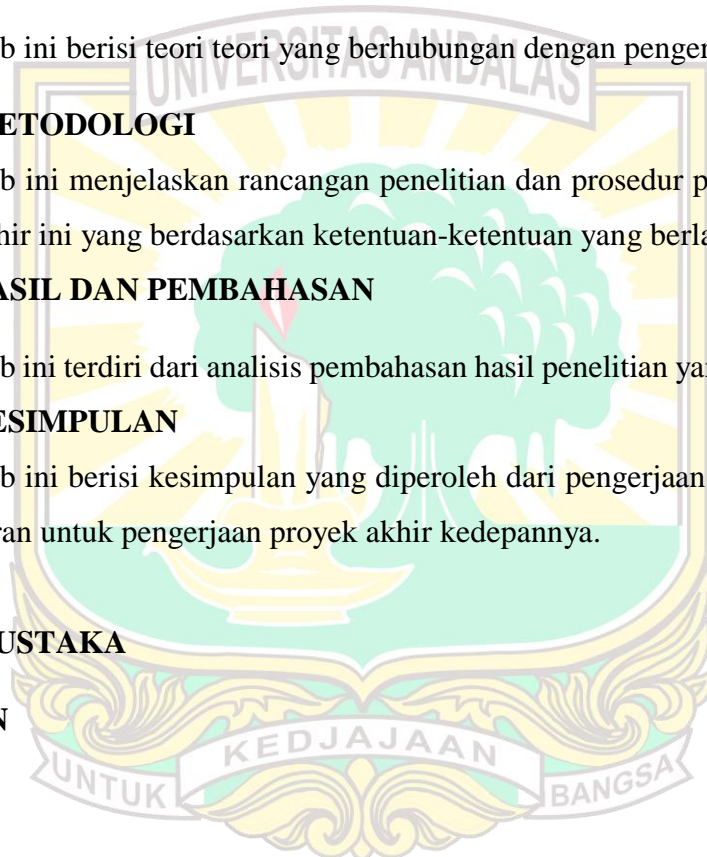 b ini berisi teori teori yang berhubungan dengan penger
UNIVERSITAS ANDALAS
ETODOLOGI
b ini menjelaskan rancangan penelitian dan prosedur p
hir ini yang berdasarkan ketentuan-ketentuan yang berla
ASIL DAN PEMBAHASAN
b ini terdiri dari analisis pembahasan hasil penelitian ya
ESIMPULAN
b ini berisi kesimpulan yang diperoleh dari pengerjaan
ran untuk pengerjaan proyek akhir kedepannya.
USTAKA
N
UNTUK KEDJAJAAN BANGSA